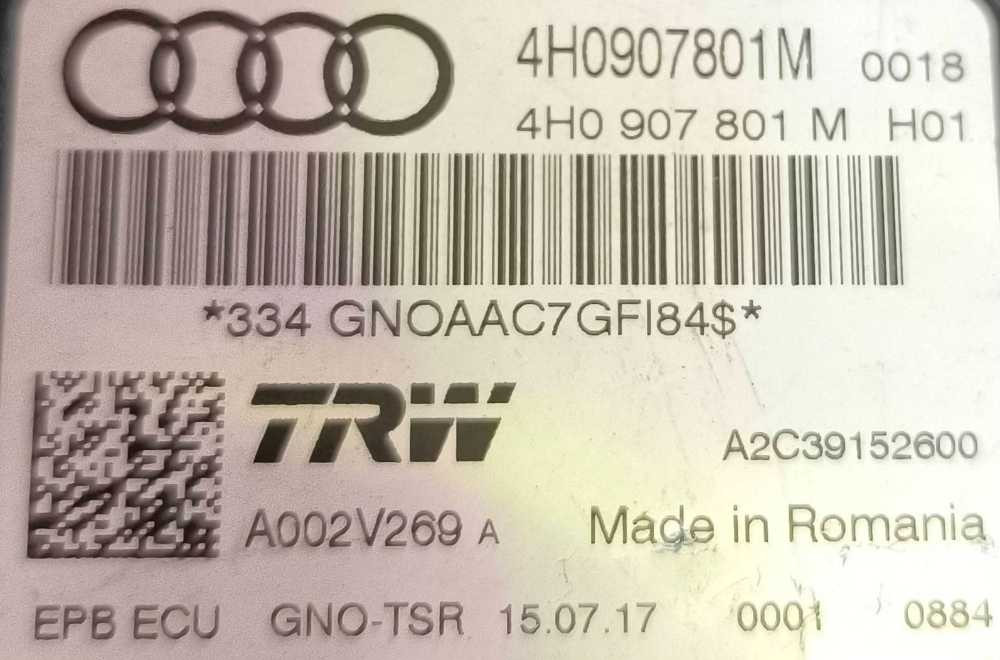 4H0907801M 0018
4H0 907 801 M H01
*334 GNOAAC7GFI84$*
TRW
A2C39152600
A002V269 A Made in Romania
EPB ECU GNO-TSR 15.07.17 0001 0884